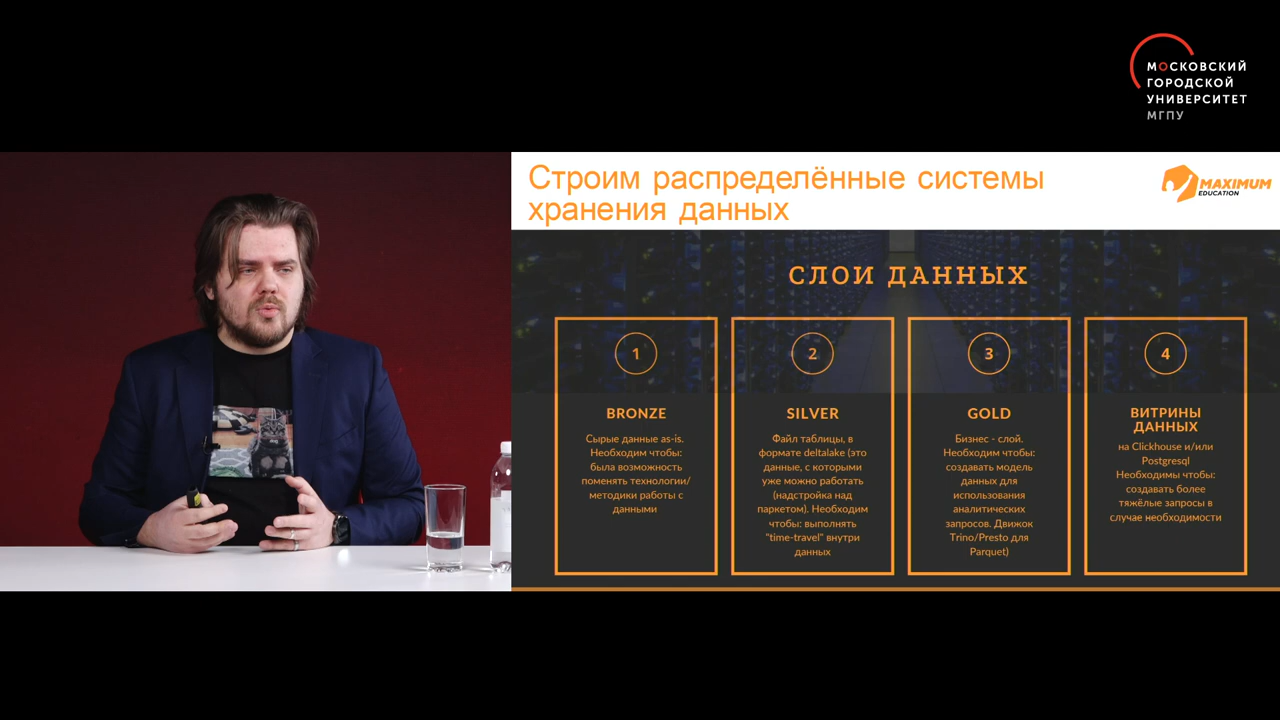 МОСКОВСКИЙ
ГОРОДСКОЙ
УНИВЕРСИТЕТ
МГПУ
Строим распределённые системы
хранения данных
MAXIMUM
EDUCATION
СЛОИ ДАННЫХ
1
BRONZE
Сырые данные as-is.
Необходим чтобы:
была возможность
поменять технологии/
методики работы с
данными
2
SILVER
Файл таблицы, в
формате deltalake (это
данные, с которыми
уже можно работать
(надстройка над
паркетом). Необходим
чтобы: выполнять
"time-travel" внутри
данных
3
GOLD
Бизнес - слой.
Необходим чтобы:
создавать модель
данных для
использования
аналитических
запросов. Движок
Trino/Presto для
Parquet)
4
ВИТРИНЫ
ДАННЫХ
на Clickhouse и/или
Postgresql
Необходимы чтобы:
создавать более
тяжёлые запросы в
случае необходимости